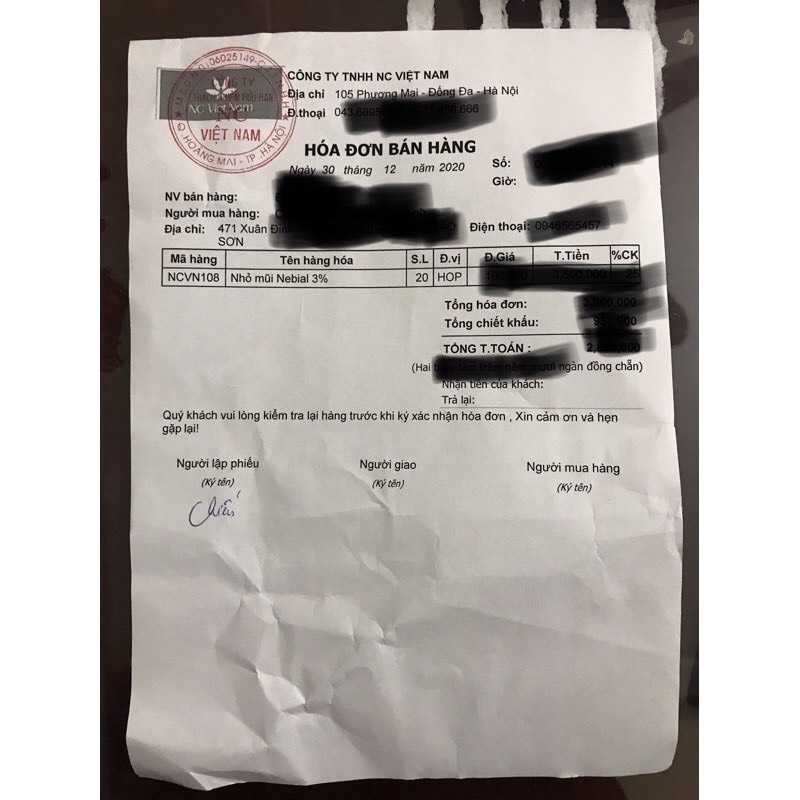 CÔNG TY TNHH NC VIỆT NAM
Địa chỉ 105 Phương Mai - Đống Đa - Hà Nội
Đ.thoại
NC Việt Nam
NC
VIỆT NAM
Q.HOÀNG MAI - TP.HÀ NỘI
HÓA ĐƠN BÁN HÀNG
Ngày 30 tháng 12 năm 2020
Số:
Giờ:
NV bán hàng:
Người mua hàng:
Địa chỉ: 471 Xuân Đỉnh Điện thoại:
SƠN
Mã hàng Tên hàng hóa S.L Đ.vị Đ.Giá T.Tiền %CK
NCVN108 Nhỏ mũi Nebial 3% 20 HOP
Tổng hóa đơn:
Tổng chiết khấu:
TỔNG T.TOÁN :
(Hai ngàn đồng chẵn)
Nhận tiền của khách:
Trả lại:
Quý khách vui lòng kiểm tra lại hàng trước khi ký xác nhận hóa đơn , Xin cảm ơn và hẹn
gặp lại!
Người lập phiếu Người giao Người mua hàng
(Ký tên) (Ký tên) (Ký tên)